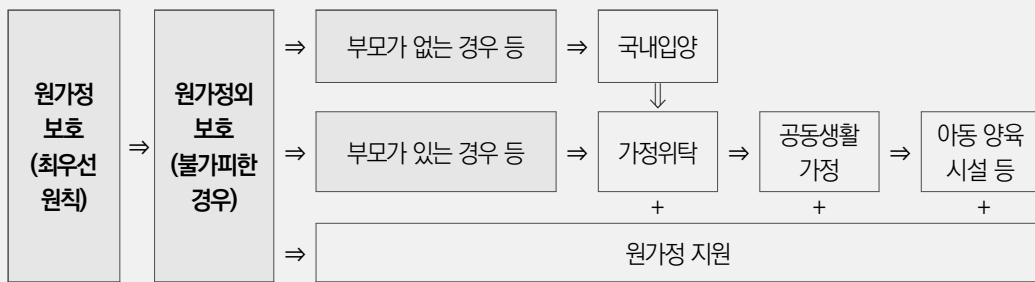 원가정
보호
(최우선
원칙)
⇒
원가정외
보호
(불가피한
경우)
⇒ 부모가 없는 경우 등 ⇒ 국내입양
⇓
⇒ 부모가 있는 경우 등 ⇒ 가정위탁 ⇒ 공동생활
가정
⇒ 아동 양육
시설 등
+ + +
⇒ 원가정 지원